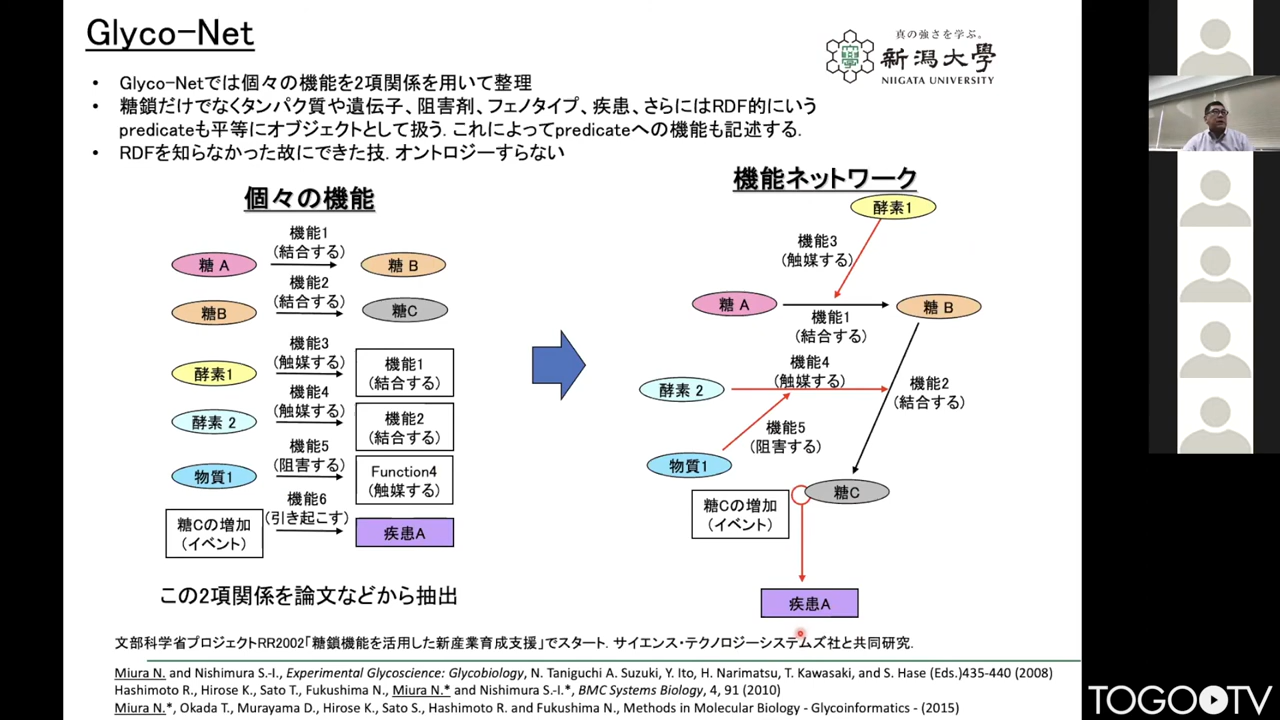 Glyco-Net
真の強さを学ぶ。
新潟大学
NIIGATA UNIVERSITY
• Glyco-Netでは個々の機能を2項関係を用いて整理
• 糖鎖だけでなくタンパク質や遺伝子、阻害剤、フェノタイプ、疾患、さらにはRDF的にいう
predicateも平等にオブジェクトとして扱う. これによってpredicateへの機能も記述する.
• RDFを知らなかった故にできた技. オントロジーすらない
個々の機能
機能1
(結合する)
糖 A
糖 B
機能2
(結合する)
糖B
糖C
機能3
(触媒する)
酵素1
機能1
(結合する)
機能4
(触媒する)
酵素 2
機能2
(結合する)
機能5
(阻害する)
物質1
Function4
(触媒する)
機能6
(引き起こす)
糖Cの増加
(イベント)
疾患A
この2項関係を論文などから抽出
機能ネットワーク
酵素1
機能3
(触媒する)
糖 A
糖 B
機能1
(結合する)
機能4
(触媒する)
酵素 2
機能2
(結合する)
機能5
(阻害する)
物質1
糖C
糖Cの増加
(イベント)
疾患A
文部科学省プロジェクトRR2002「糖鎖機能を活用した新産業育成支援」でスタート. サイエンス・テクノロジーシステムズ社と共同研究.
Miura N. and Nishimura S.-I., Experimental Glycoscience: Glycobiology, N. Taniguchi A. Suzuki, Y. Ito, H. Narimatsu, T. Kawasaki, and S. Hase (Eds.)435-440 (2008)
Hashimoto R., Hirose K., Sato T., Fukushima N., Miura N.* and Nishimura S.-I.*, BMC Systems Biology, 4, 91 (2010)
Miura N.*, Okada T., Murayama D., Hirose K., Sato S., Hashimoto R. and Fukushima N., Methods in Molecular Biology - Glycoinformatics - (2015)
TOGO TV